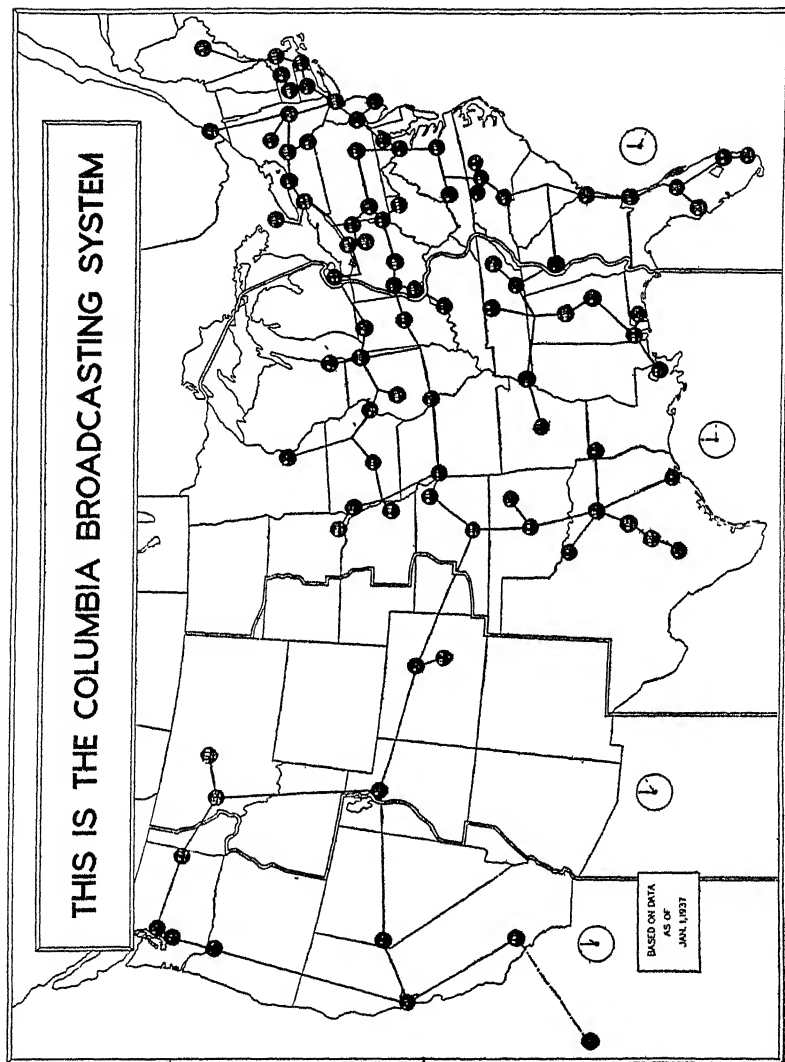 THIS IS THE COLUMBIA BROADCASTING SYSTEM
BASED ON DATA
AS OF
JAN. 1, 1937